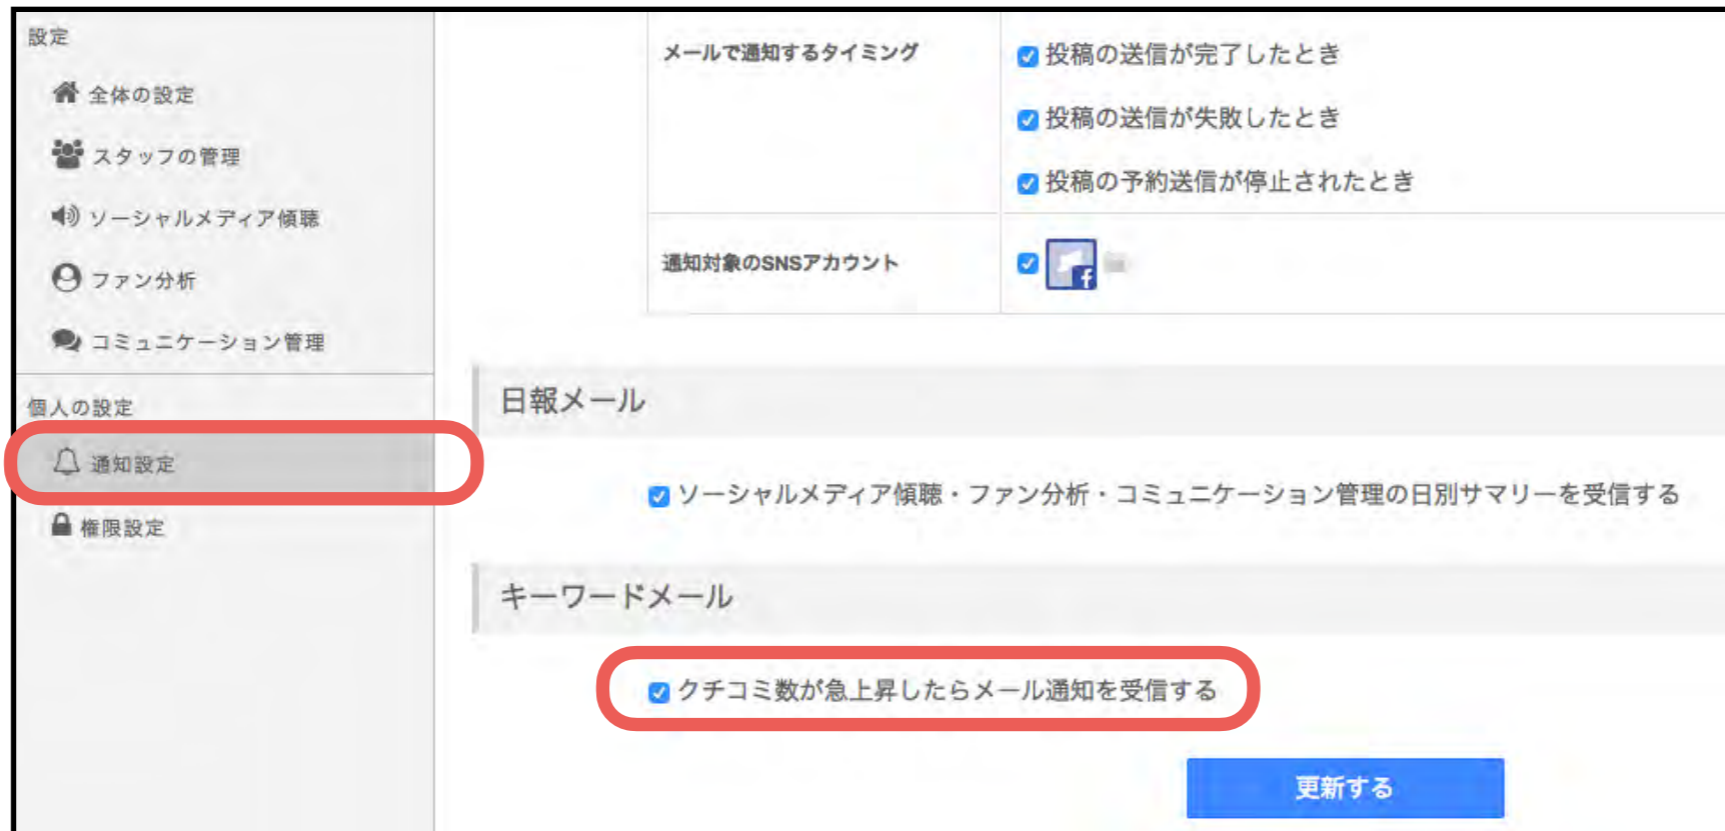 設定
全体の設定
スタッフの管理
ソーシャルメディア傾聴
ファン分析
コミュニケーション管理
個人の設定
通知設定
権限設定
メールで通知するタイミング
投稿の送信が完了したとき
投稿の送信が失敗したとき
投稿の予約送信が停止されたとき
通知対象のSNSアカウント
f
日報メール
ソーシャルメディア傾聴・ファン分析・コミュニケーション管理の日別サマリーを受信する
キーワードメール
クチコミ数が急上昇したらメール通知を受信する
更新する